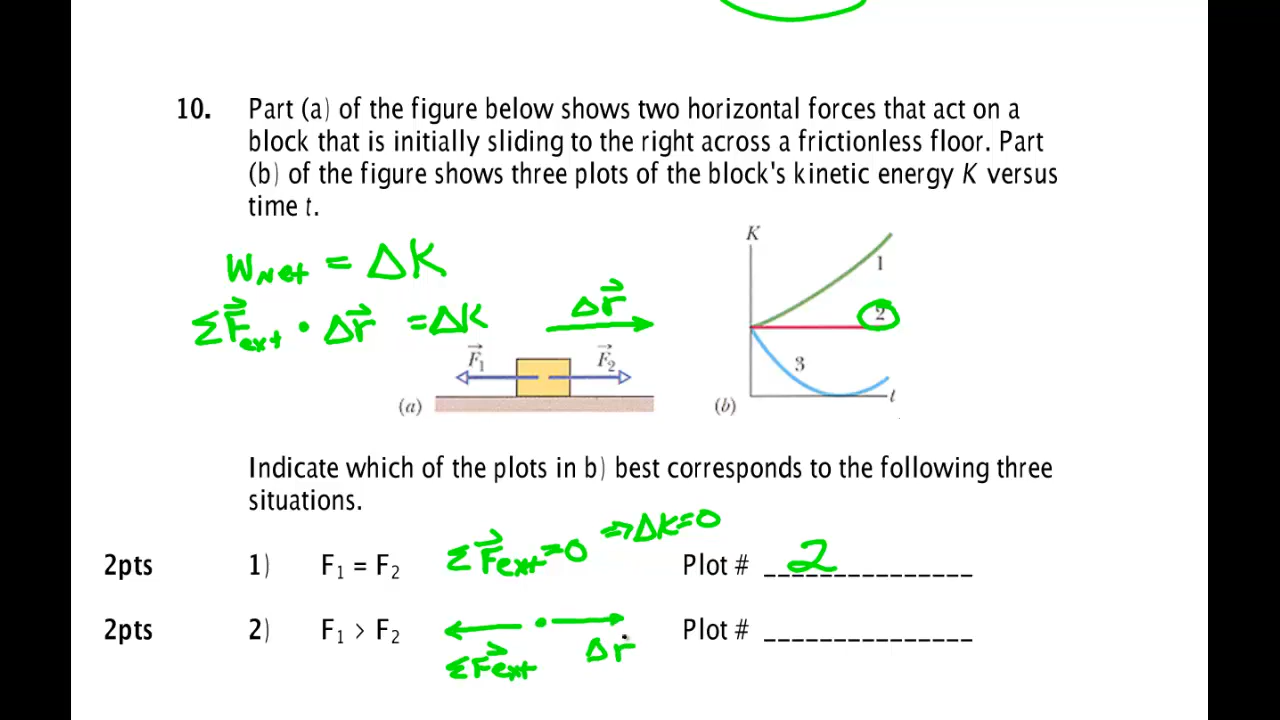 10. Part (a) of the figure below shows two horizontal forces that act on a
block that is initially sliding to the right across a frictionless floor. Part
(b) of the figure shows three plots of the block's kinetic energy K versus
time t.
WNet = ΔK
ΣF⃗ext • Δr⃗ = ΔK
Δr⃗
F⃗1
F⃗2
(a)
K
1
2
3
t
(b)
Indicate which of the plots in b) best corresponds to the following three
situations.
2pts 1) F1 = F2 ΣF⃗ext = 0 ⇒ ΔK = 0 Plot # 2_______________
2pts 2) F1 > F2 ΣF⃗ext • Δr Plot # _______________